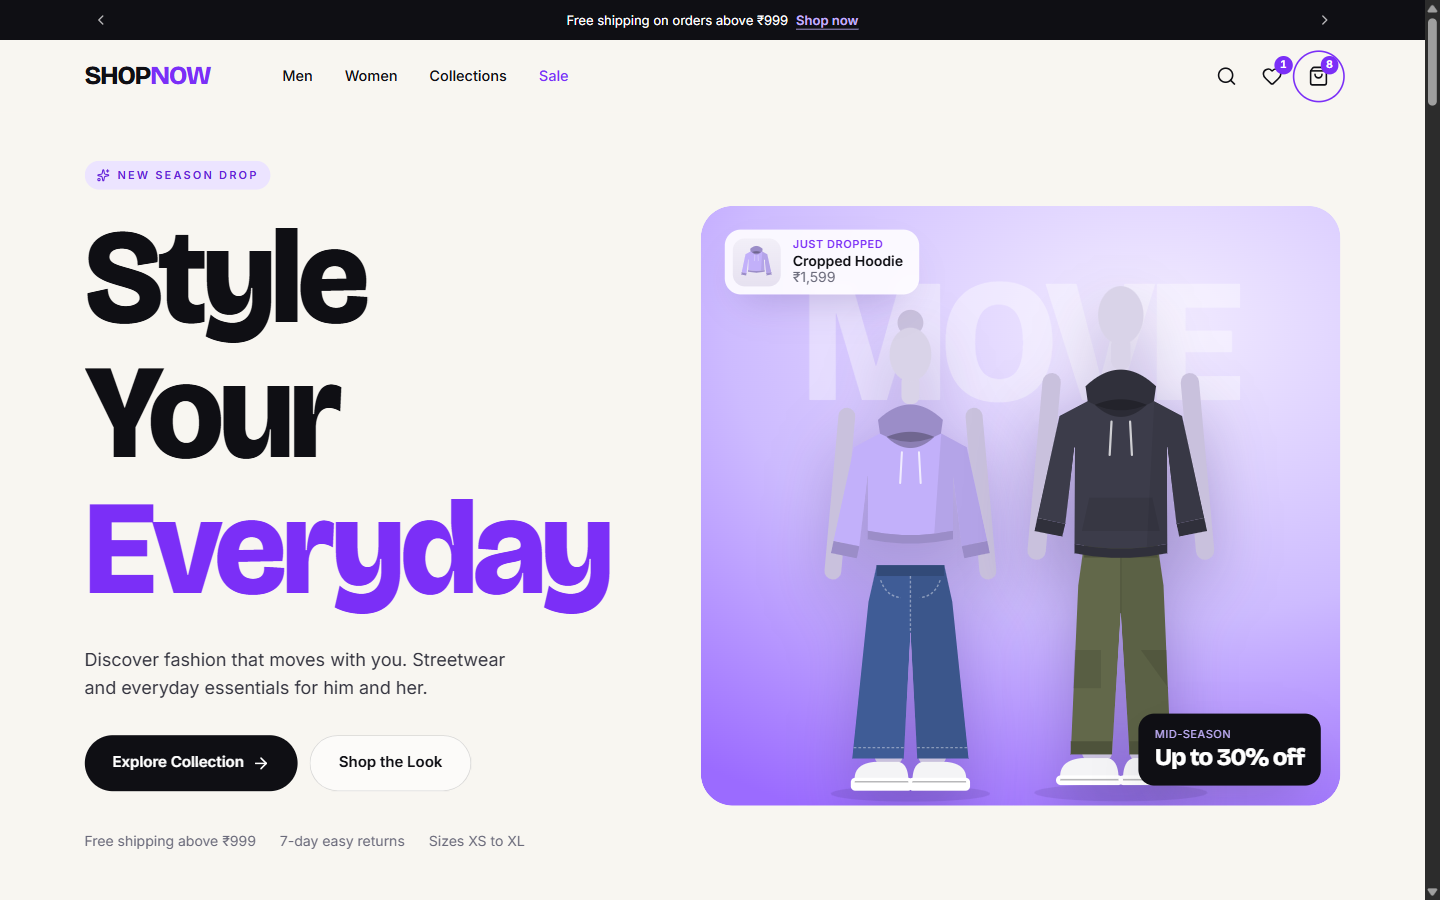 Free shipping on orders above ₹999 Shop now
SHOPNOW Men Women Collections Sale 1 8
NEW SEASON DROP
Style
Your
Everyday
Discover fashion that moves with you. Streetwear
and everyday essentials for him and her.
Explore Collection Shop the Look
Free shipping above ₹999 7-day easy returns Sizes XS to XL
JUST DROPPED
Cropped Hoodie
₹1,599
MOVE
MID-SEASON
Up to 30% off